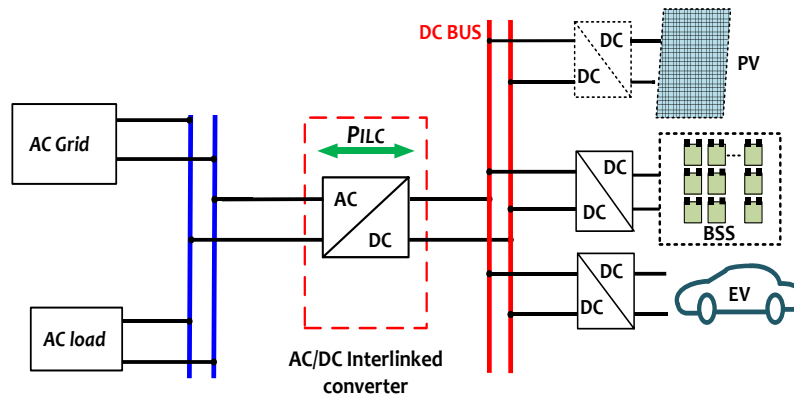 DC BUS
DC
DC
PV
AC Grid
PILC
AC
DC
DC
DC
BSS
DC
DC
EV
AC load
AC/DC Interlinked
converter